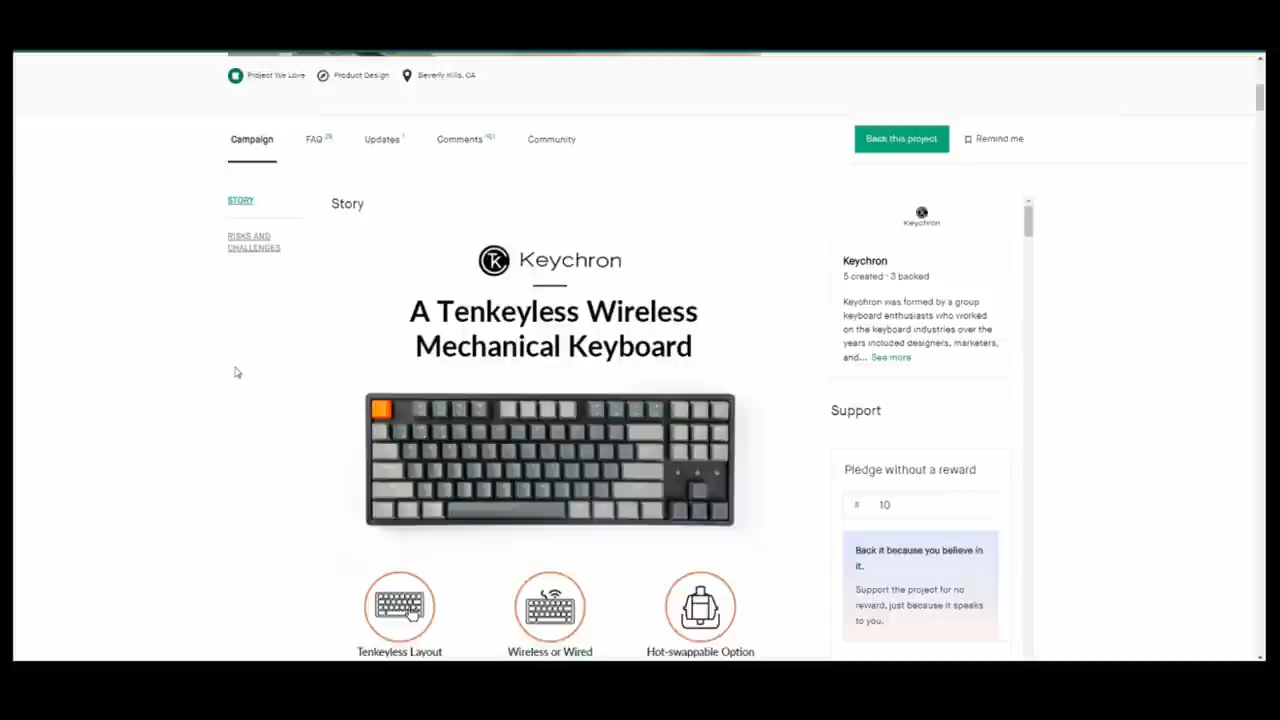 Project We Love Product Design Beverly Hills, CA
Campaign FAQ Updates 1 Comments Community
Back this project Remind me
STORY
RISKS AND
CHALLENGES
Story
Keychron
A Tenkeyless Wireless
Mechanical Keyboard
Tenkeyless Layout
Wireless or Wired
Hot-swappable Option
Keychron
Keychron
5 created · 3 backed
Keychron was formed by a group
keyboard enthusiasts who worked
on the keyboard industries over the
years included designers, marketers,
and... See more
Support
Pledge without a reward
$ 10
Back it because you believe in
it.
Support the project for no
reward, just because it speaks
to you.